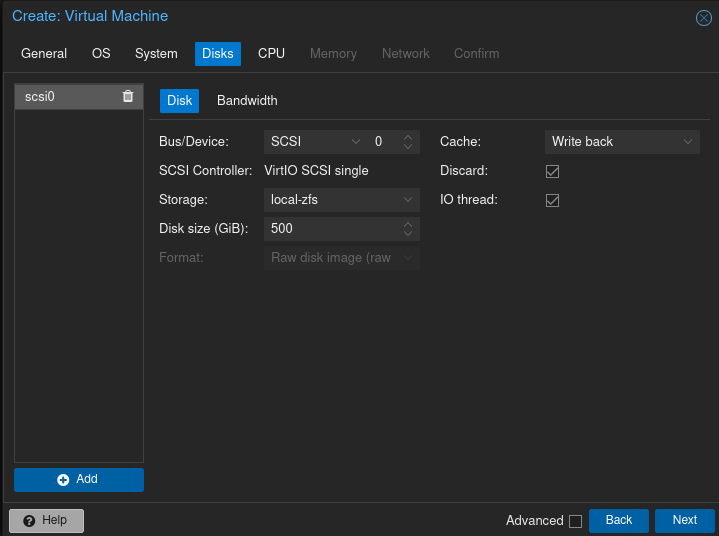 Create: Virtual Machine
General OS System Disks CPU Memory Network Confirm
scsi0
Disk Bandwidth
Bus/Device: SCSI 0 Cache: Write back
SCSI Controller: VirtIO SCSI single Discard:
Storage: local-zfs IO thread:
Disk size (GiB): 500
Format: Raw disk image (raw
Add
Help Advanced Back Next